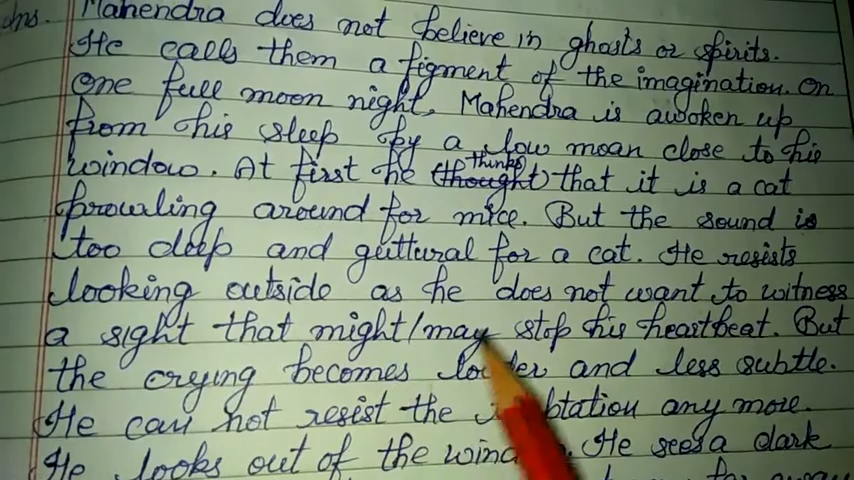 Ans. Mahendra does not believe in ghosts or spirits.
He calls them a figment of the imagination. On
one full moon night, Mahendra is awoken up
from his sleep by a low moan close to his
window. At first he (thought) thinks that it is a cat
prowling around for mice. But the sound is
too deep and guttural for a cat. He resists
looking outside as he does not want to witness
a sight that might/may stop his heartbeat. But
the crying becomes louder and less subtle.
He can not resist the any more.
He looks out of the . He sees a dark
far away